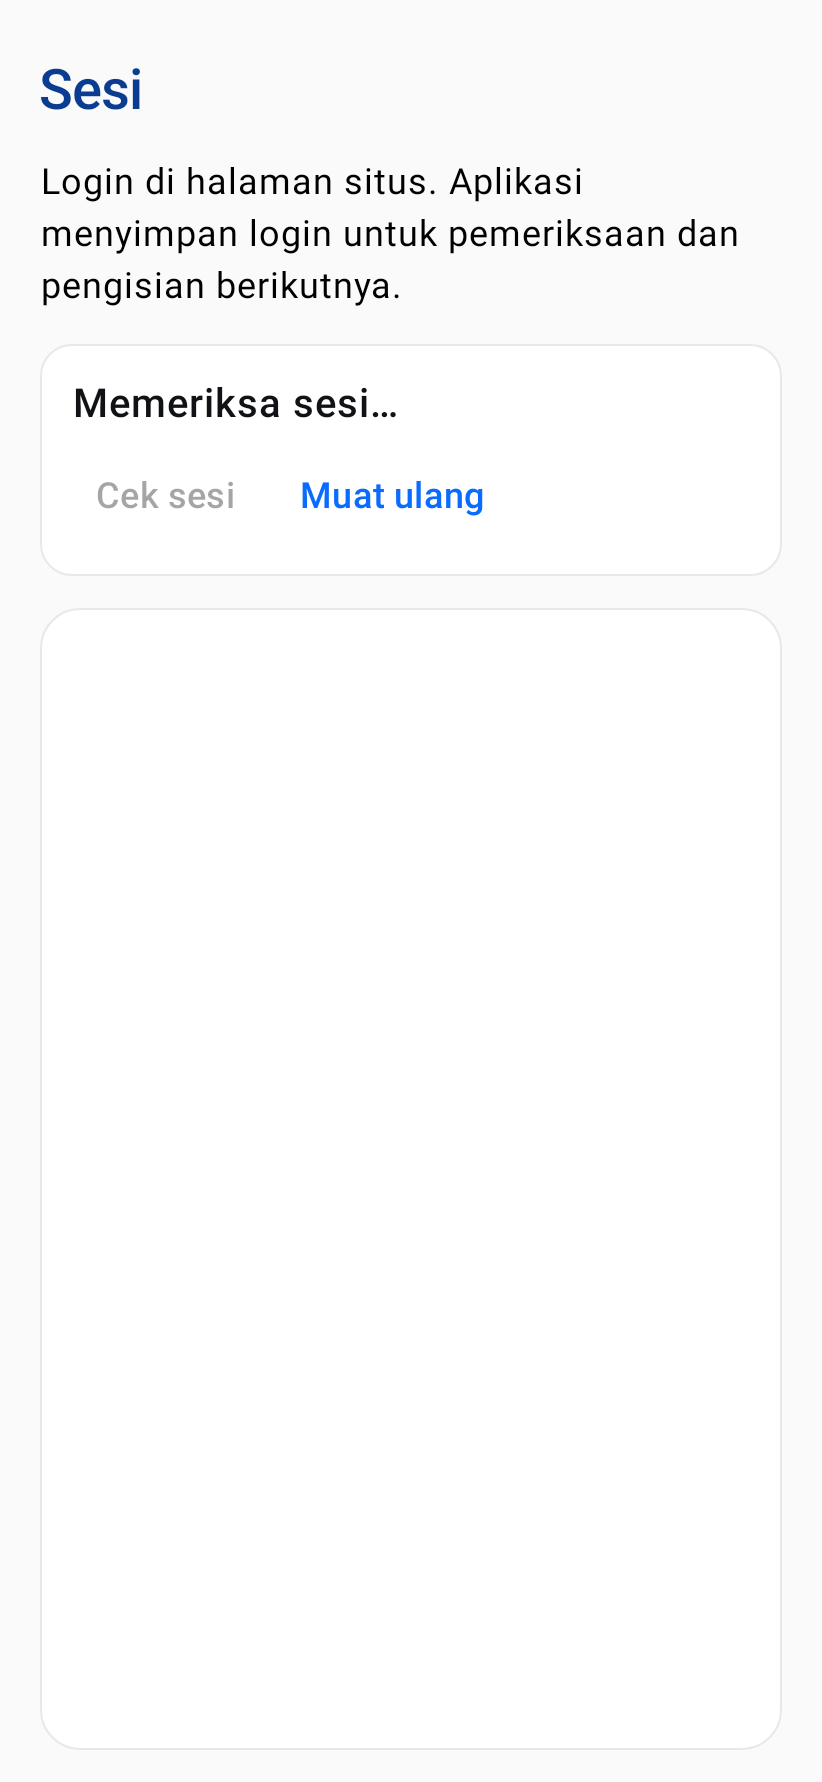 Sesi
Login di halaman situs. Aplikasi
menyimpan login untuk pemeriksaan dan
pengisian berikutnya.
Memeriksa sesi…
Cek sesi
Muat ulang